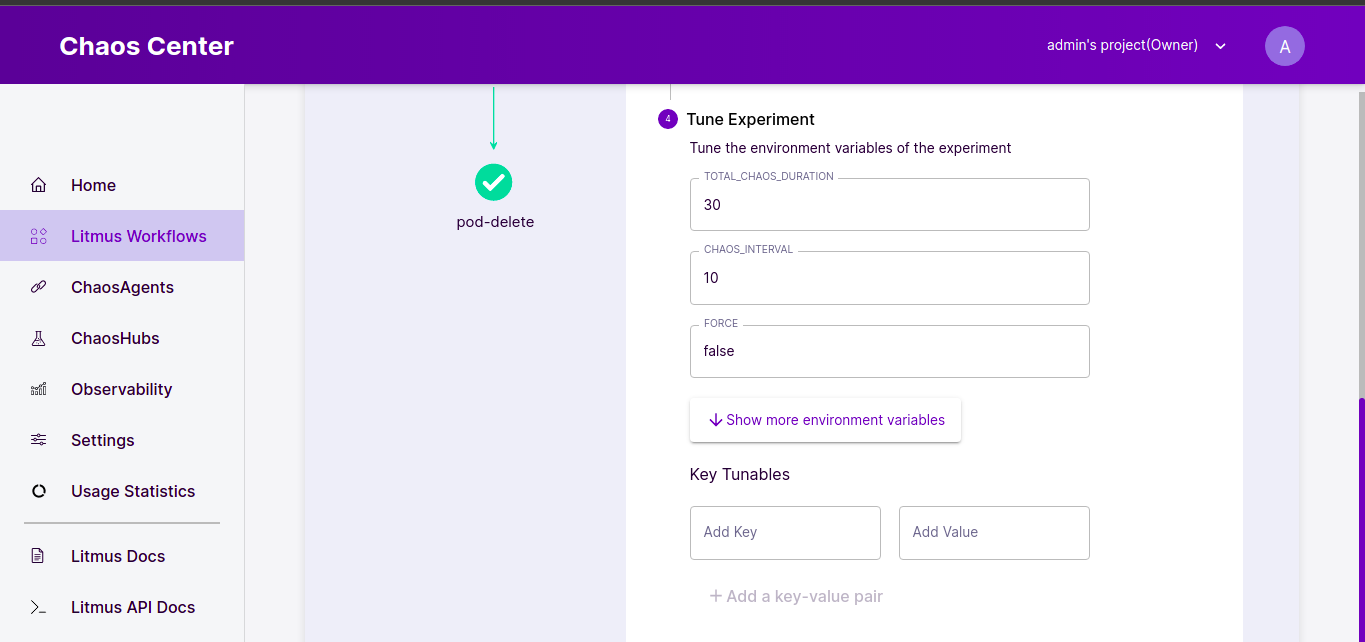 Chaos Center
admin's project(Owner)
A
Home
Litmus Workflows
ChaosAgents
ChaosHubs
Observability
Settings
Usage Statistics
Litmus Docs
Litmus API Docs
pod-delete
4 Tune Experiment
Tune the environment variables of the experiment
TOTAL_CHAOS_DURATION
30
CHAOS_INTERVAL
10
FORCE
false
Show more environment variables
Key Tunables
Add Key Add Value
+ Add a key-value pair